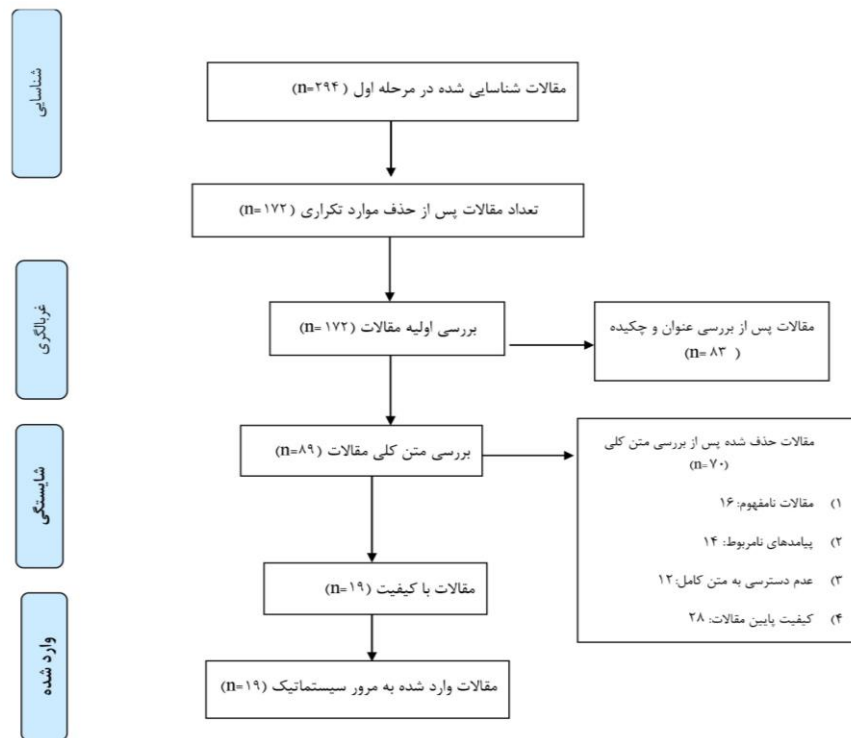 شناسایی
مقالات شناسایی شده در مرحله اول (n=۲۹۴)
تعداد مقالات پس از حذف موارد تکراری (n=۱۷۲)
غربالگری
بررسی اولیه مقالات (n= ۱۷۲)
مقالات پس از بررسی عنوان و چکیده
(n= ۸۳ )
شایستگی
بررسی متن کلی مقالات (n=۸۹)
مقالات حذف شده پس از بررسی متن کلی
(n=۷۰)
۱) مقالات نامفهوم: ۱۶
۲) پیامدهای نامربوط: ۱۴
۳) عدم دسترسی به متن کامل: ۱۲
۴) کیفیت پایین مقالات: ۲۸
مقالات با کیفیت (n=۱۹)
وارد شده
مقالات وارد شده به مرور سیستماتیک (n=۱۹)